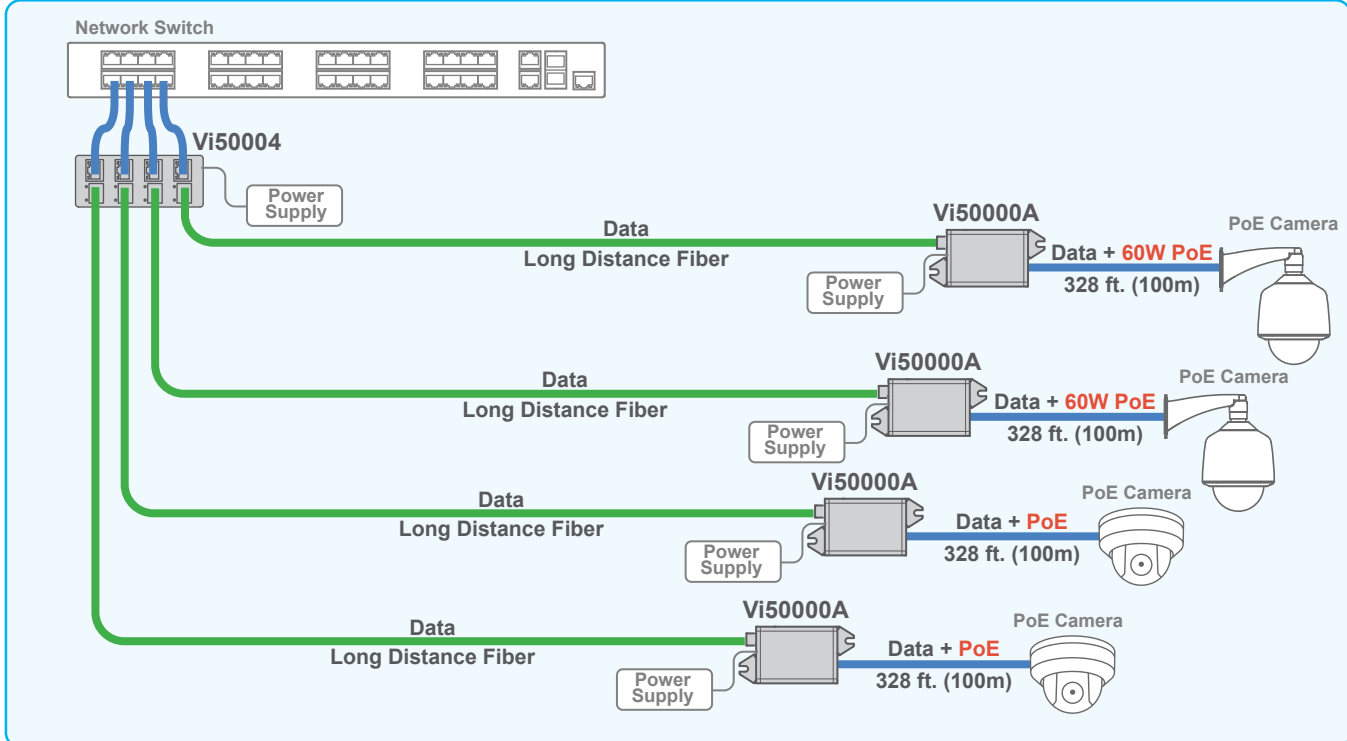 Network Switch
Vi50004
Power
Supply
Data
Long Distance Fiber
Vi50000A
Power
Supply
Data + 60W PoE
328 ft. (100m)
PoE Camera
Data
Long Distance Fiber
Vi50000A
Power
Supply
Data + 60W PoE
328 ft. (100m)
PoE Camera
Data
Long Distance Fiber
Vi50000A
Power
Supply
Data + PoE
328 ft. (100m)
PoE Camera
Data
Long Distance Fiber
Vi50000A
Power
Supply
Data + PoE
328 ft. (100m)
PoE Camera